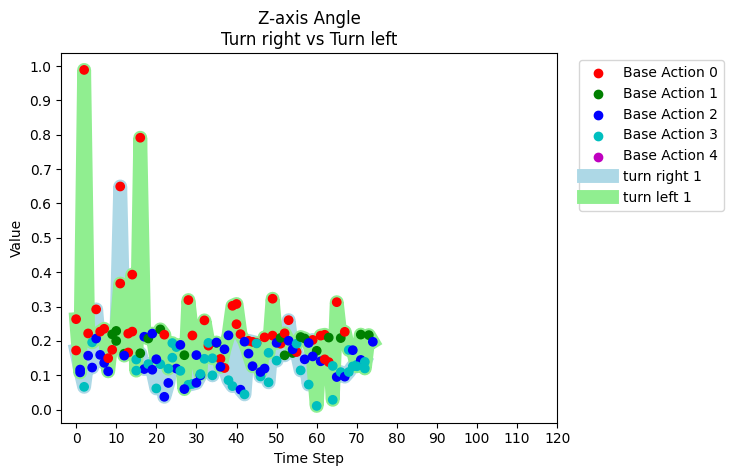 Z-axis Angle
Turn right vs Turn left
1.0
0.9
0.8
0.7
0.6
0.5
0.4
0.3
0.2
0.1
0.0
Value
0 10 20 30 40 50 60 70 80 90 100 110 120
Time Step
Base Action 0
Base Action 1
Base Action 2
Base Action 3
Base Action 4
turn right 1
turn left 1